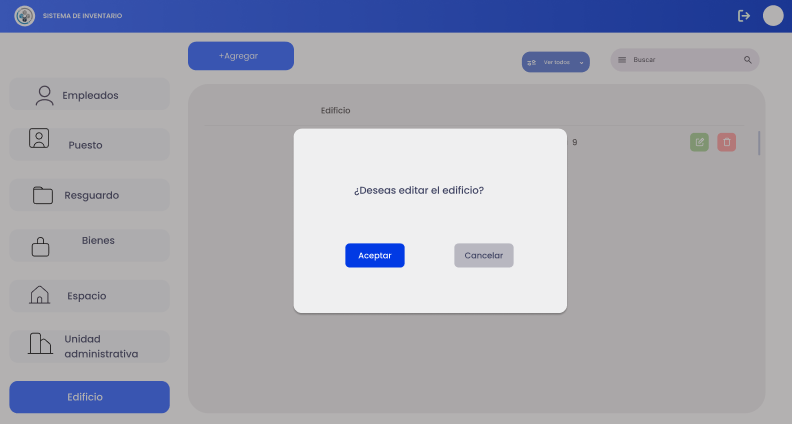 SISTEMA DE INVENTARIO
+Agregar
Ver todos
Buscar
Empleados
Puesto
Resguardo
Bienes
Espacio
Unidad
administrativa
Edificio
Edificio
9
¿Deseas editar el edificio?
Aceptar
Cancelar